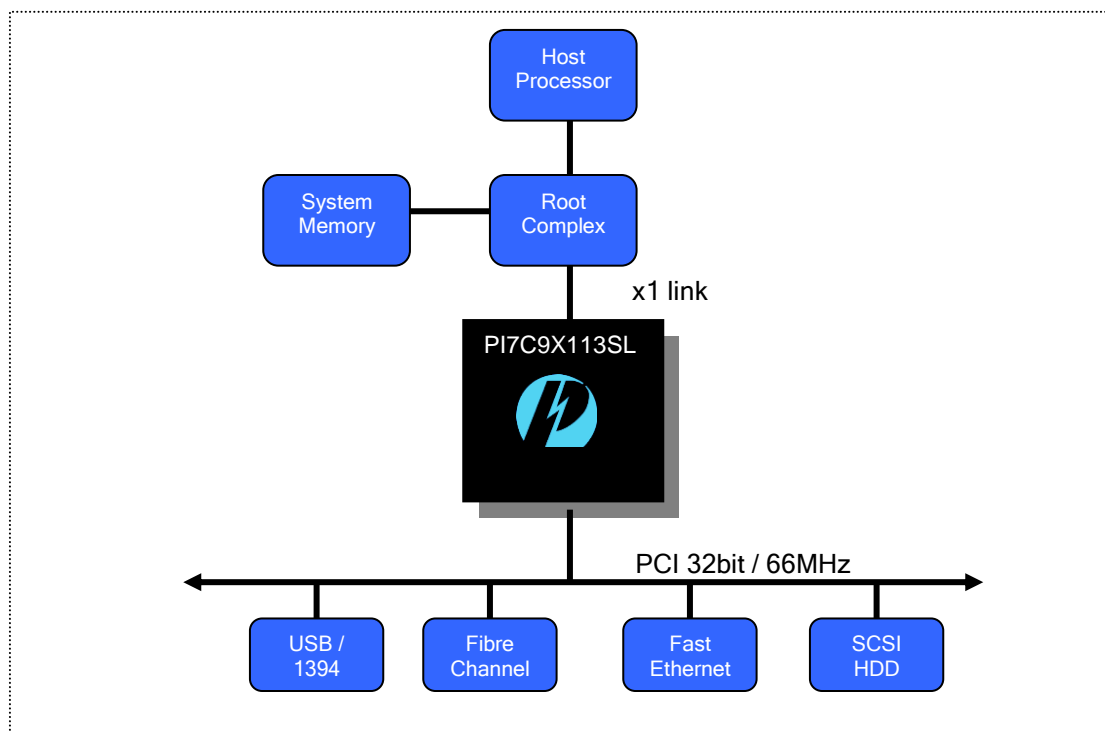 Host
Processor
System
Memory
Root
Complex
x1 link
PI7C9X113SL
PCI 32bit / 66MHz
USB /
1394
Fibre
Channel
Fast
Ethernet
SCSI
HDD